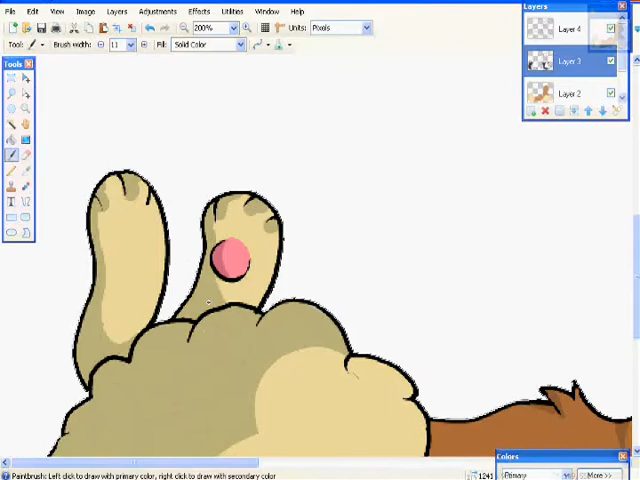 File Edit View Image Layers Adjustments Effects Utilities Window Help
200% Units: Pixels
Tool: Brush width: 11 Fill: Solid Color
Tools
Layers
Layer 4
Layer 3
Layer 2
Colors
Primary More >>
Paintbrush: Left click to draw with primary color, right click to draw with secondary color
1241